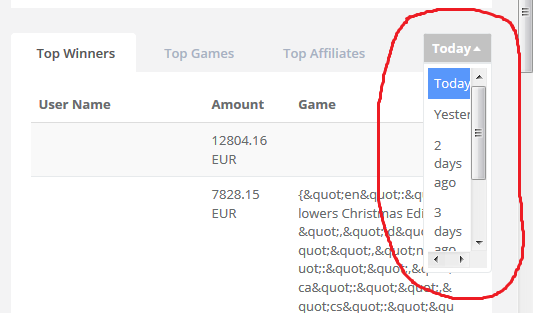 Top Winners
Top Games
Top Affiliates
Today
User Name
Amount
Game
Today
Yester
2
days
ago
3
days
ago
12804.16
EUR
7828.15
EUR
{&quot;en&quot;:&q
lowers Christmas Edi
&quot;,&quot;d&qu
quot;&quot;,&quot;n
uot;:&quot;&quot;,&qu
ca&quot;:&quot;&quot;,&
quot;cs&quot;:&quot;&qu